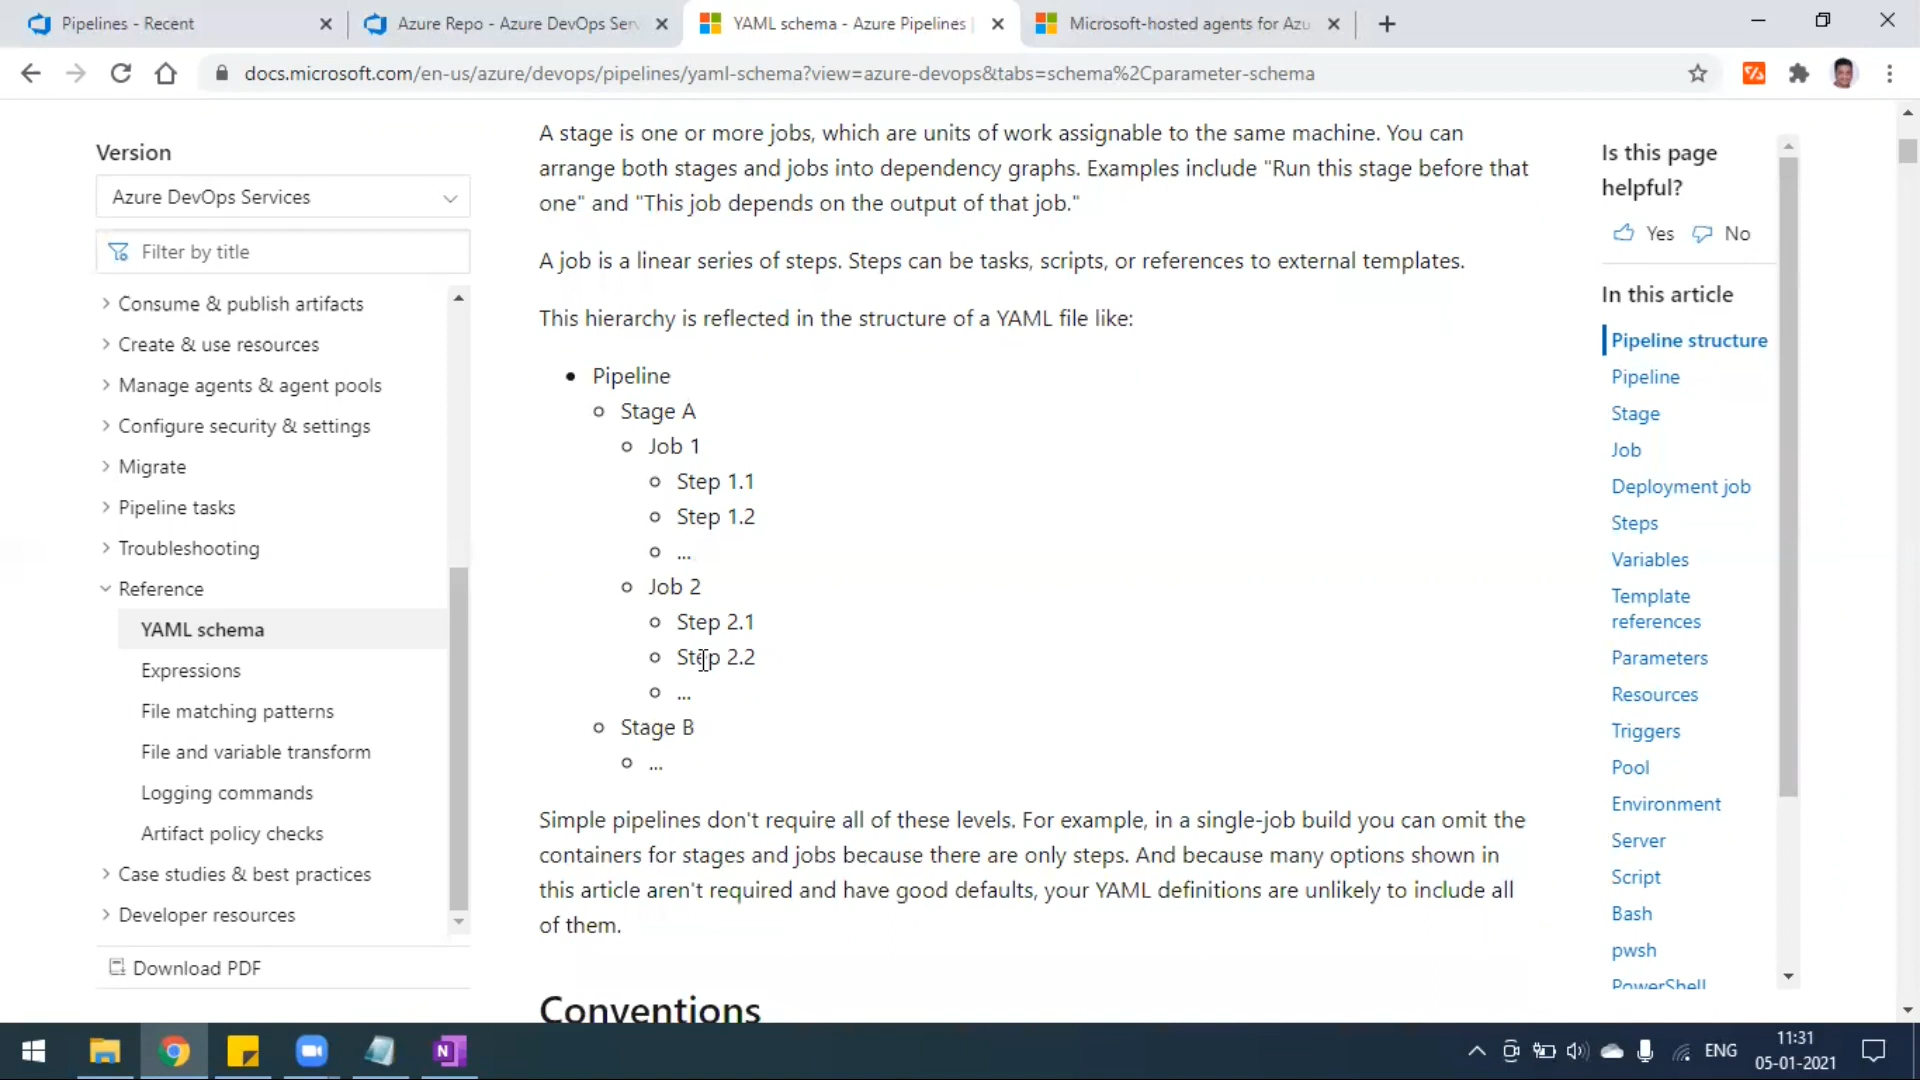 Pipelines - Recent
Azure Repo - Azure DevOps Ser
YAML schema - Azure Pipelines |
Microsoft-hosted agents for Azu
docs.microsoft.com/en-us/azure/devops/pipelines/yaml-schema?view=azure-devops&tabs=schema%2Cparameter-schema
Version
Azure DevOps Services
Filter by title
Consume & publish artifacts
Create & use resources
Manage agents & agent pools
Configure security & settings
Migrate
Pipeline tasks
Troubleshooting
Reference
YAML schema
Expressions
File matching patterns
File and variable transform
Logging commands
Artifact policy checks
Case studies & best practices
Developer resources
Download PDF
A stage is one or more jobs, which are units of work assignable to the same machine. You can
arrange both stages and jobs into dependency graphs. Examples include "Run this stage before that
one" and "This job depends on the output of that job."
A job is a linear series of steps. Steps can be tasks, scripts, or references to external templates.
This hierarchy is reflected in the structure of a YAML file like:
Pipeline
Stage A
Job 1
Step 1.1
Step 1.2
...
Job 2
Step 2.1
Step 2.2
...
Stage B
...
Simple pipelines don't require all of these levels. For example, in a single-job build you can omit the
containers for stages and jobs because there are only steps. And because many options shown in
this article aren't required and have good defaults, your YAML definitions are unlikely to include all
of them.
Conventions
Is this page
helpful?
Yes No
In this article
Pipeline structure
Pipeline
Stage
Job
Deployment job
Steps
Variables
Template
references
Parameters
Resources
Triggers
Pool
Environment
Server
Script
Bash
pwsh
PowerShell
N
ENG
11:31
05-01-2021